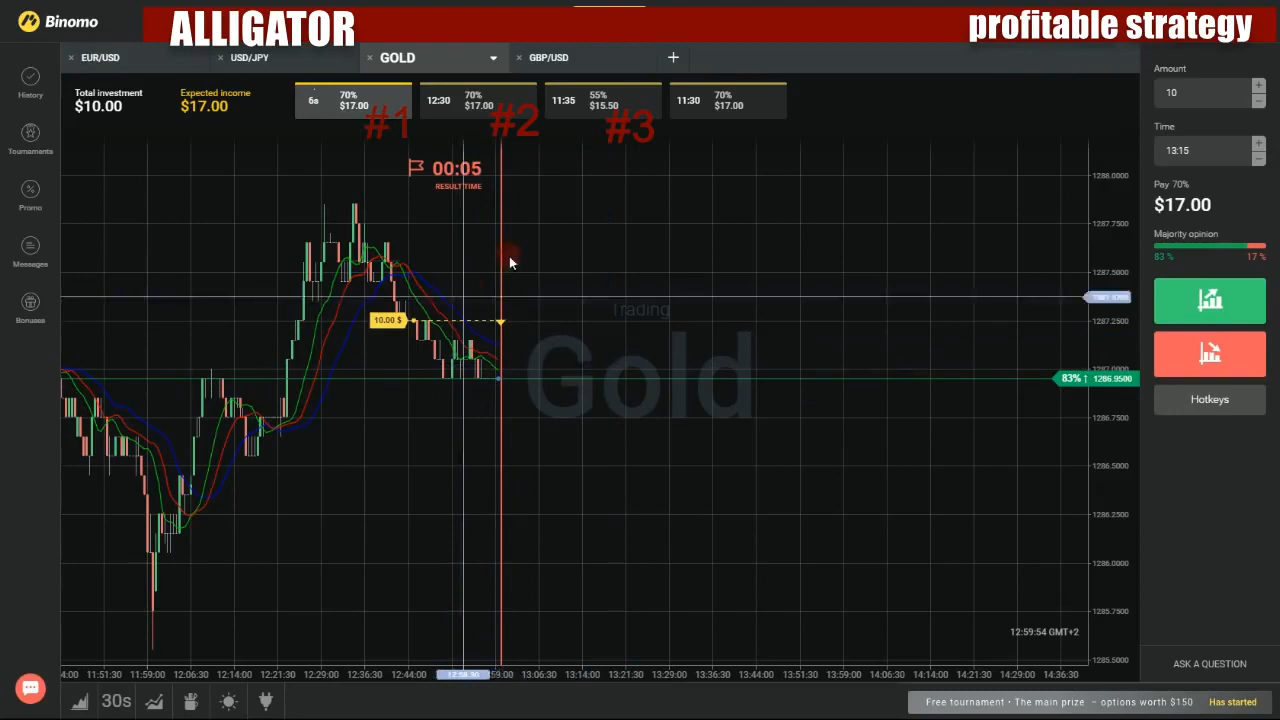 Binomo
ALLIGATOR
profitable strategy
EUR/USD
USD/JPY
GOLD
GBP/USD
History
Tournaments
Promo
Messages
Bonuses
Total investment
$10.00
Expected income
$17.00
6s 70% $17.00
12:30 70% $17.00
11:35 55% $15.50
11:30 70% $17.00
#1
#2
#3
00:05
RESULT TIME
10.00 $
Trading
Gold
1288.0000
1287.7500
1287.5000
1287.2500
83% ↑ 1286.9500
1286.7500
1286.5000
1286.2500
1286.0000
1285.7500
1285.5000
12:59:54 GMT+2
4:00 11:51:30 11:59:00 12:06:30 12:14:00 12:21:30 12:29:00 12:36:30 12:44:00 59:00 13:06:30 13:14:00 13:21:30 13:29:00 13:36:30 13:44:00 13:51:30 13:59:00 14:06:30 14:14:00 14:21:30 14:29:00 14:36:30
30s
Amount
10
+
−
Time
13:15
+
−
Pay 70%
$17.00
Majority opinion
83 % 17 %
Hotkeys
ASK A QUESTION
Free tournament • The main prize – options worth $150 Has started